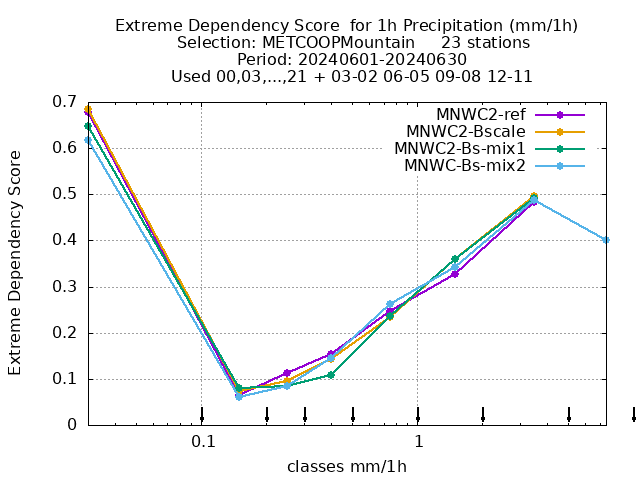 Extreme Dependency Score  for 1h Precipitation (mm/1h)
Selection: METCOOPMountain     23 stations
Period: 20240601-20240630
Used 00,03,...,21 + 03-02 06-05 09-08 12-11
MNWC2-ref
MNWC2-Bscale
MNWC2-Bs-mix1
MNWC-Bs-mix2
Extreme Dependency Score
0.7
0.6
0.5
0.4
0.3
0.2
0.1
0
0.1
1
classes mm/1h